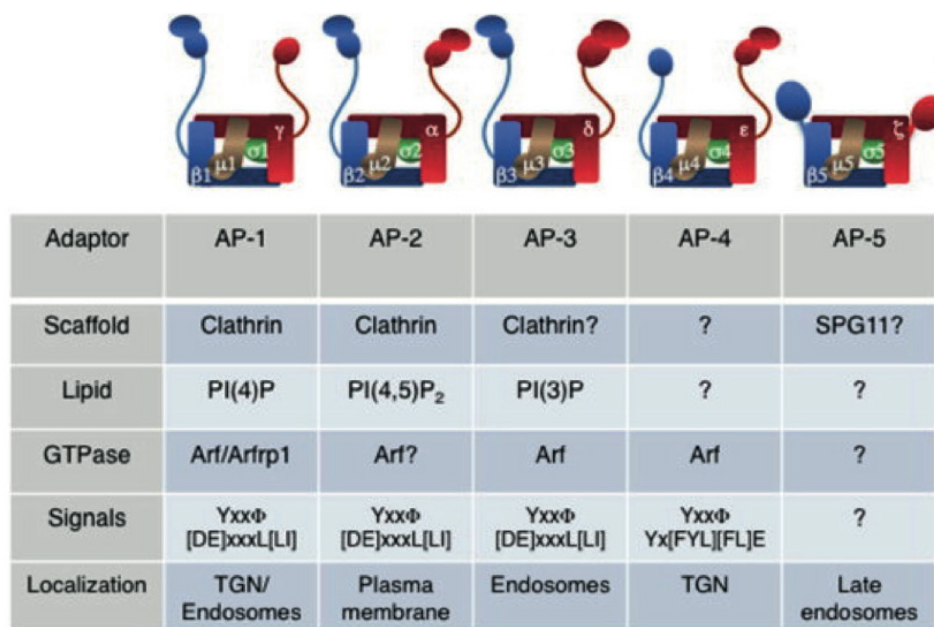 γ α δ ε ζ
β1 μ1 σ1 β2 μ2 σ2 β3 μ3 σ3 β4 μ4 σ4 β5 μ5 σ5
Adaptor AP-1 AP-2 AP-3 AP-4 AP-5
Scaffold Clathrin Clathrin Clathrin? ? SPG11?
Lipid PI(4)P PI(4,5)P₂ PI(3)P ? ?
GTPase Arf/Arfrp1 Arf? Arf Arf ?
Signals YxxΦ YxxΦ YxxΦ YxxΦ ?
[DE]xxxL[LI] [DE]xxxL[LI] [DE]xxxL[LI] Yx[FYL][FL]E
Localization TGN/ Plasma Endosomes TGN Late
Endosomes membrane endosomes